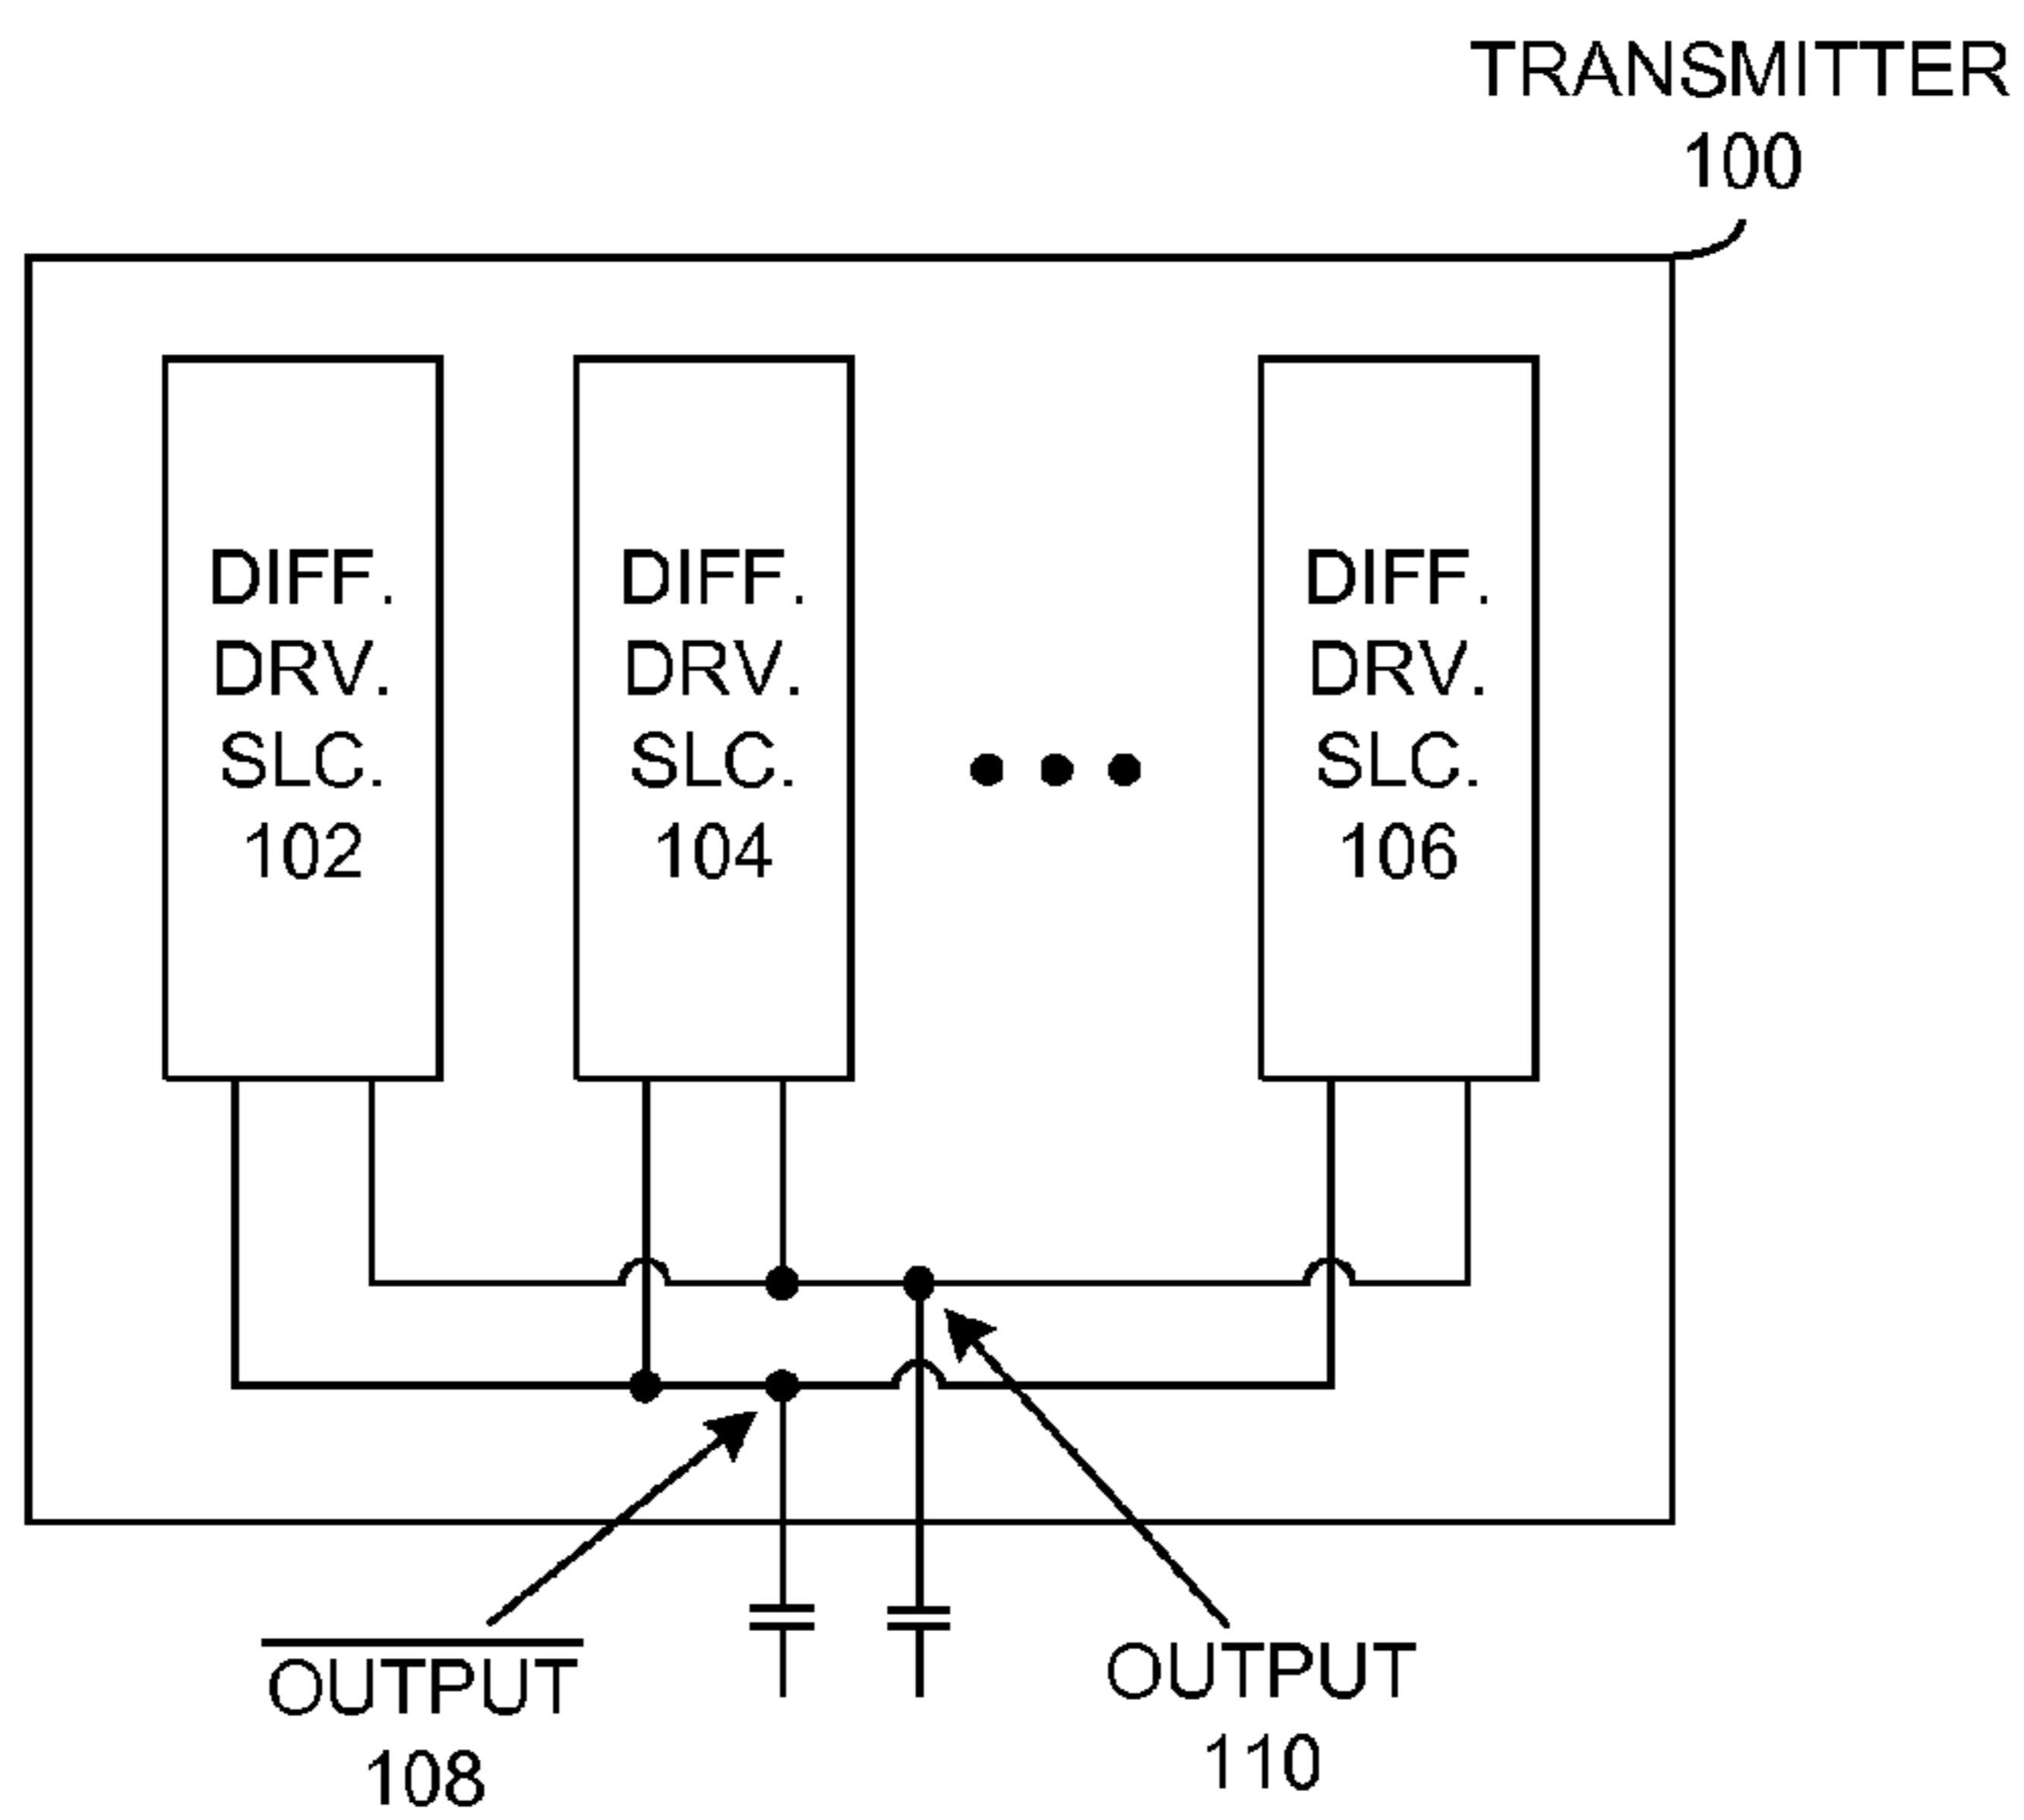 TRANSMITTER
100
DIFF.
DRV.
SLC.
102
DIFF.
DRV.
SLC.
104
DIFF.
DRV.
SLC.
106
OUTPUT
108
OUTPUT
110